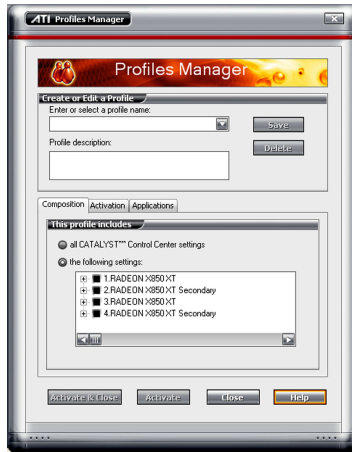 ATI Profiles Manager
Profiles Manager
Create or Edit a Profile
Enter or select a profile name:
Save
Profile description:
Delete
Composition Activation Applications
This profile includes
all CATALYST™ Control Center settings
the following settings:
1.RADEON X850 XT
2.RADEON X850 XT Secondary
3.RADEON X850 XT
4.RADEON X850 XT Secondary
Activate & Close Activate Close Help